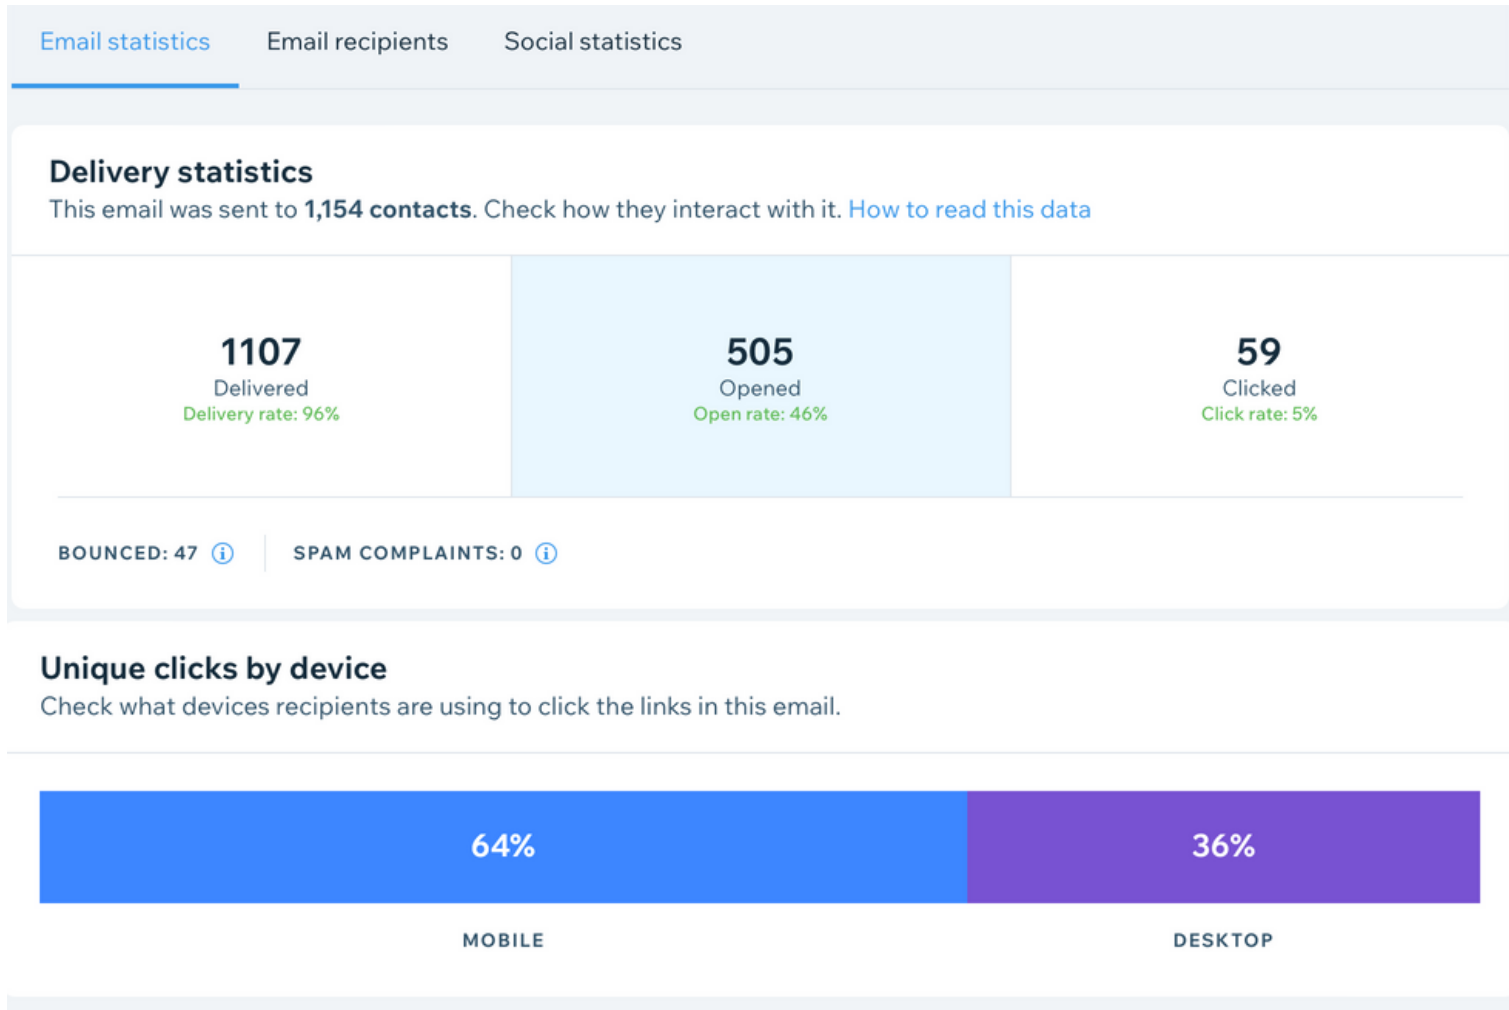 Email statistics Email recipients Social statistics
Delivery statistics
This email was sent to 1,154 contacts. Check how they interact with it. How to read this data
1107 505 59
Delivered Opened Clicked
Delivery rate: 96% Open rate: 46% Click rate: 5%
BOUNCED: 47 SPAM COMPLAINTS: 0
Unique clicks by device
Check what devices recipients are using to click the links in this email.
64% 36%
MOBILE DESKTOP